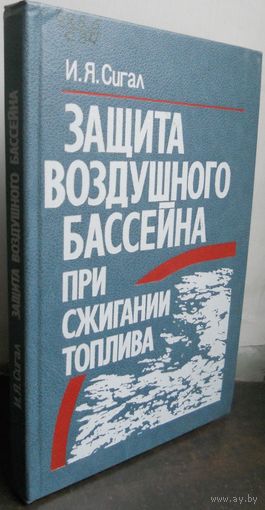 И.Я.Сигал
ЗАЩИТА
ВОЗДУШНОГО
БАССЕЙНА
ПРИ
СЖИГАНИИ
ТОПЛИВА
И.Я.Сигал ЗАЩИТА ВОЗДУШНОГО БАССЕЙНА
www.ay.by